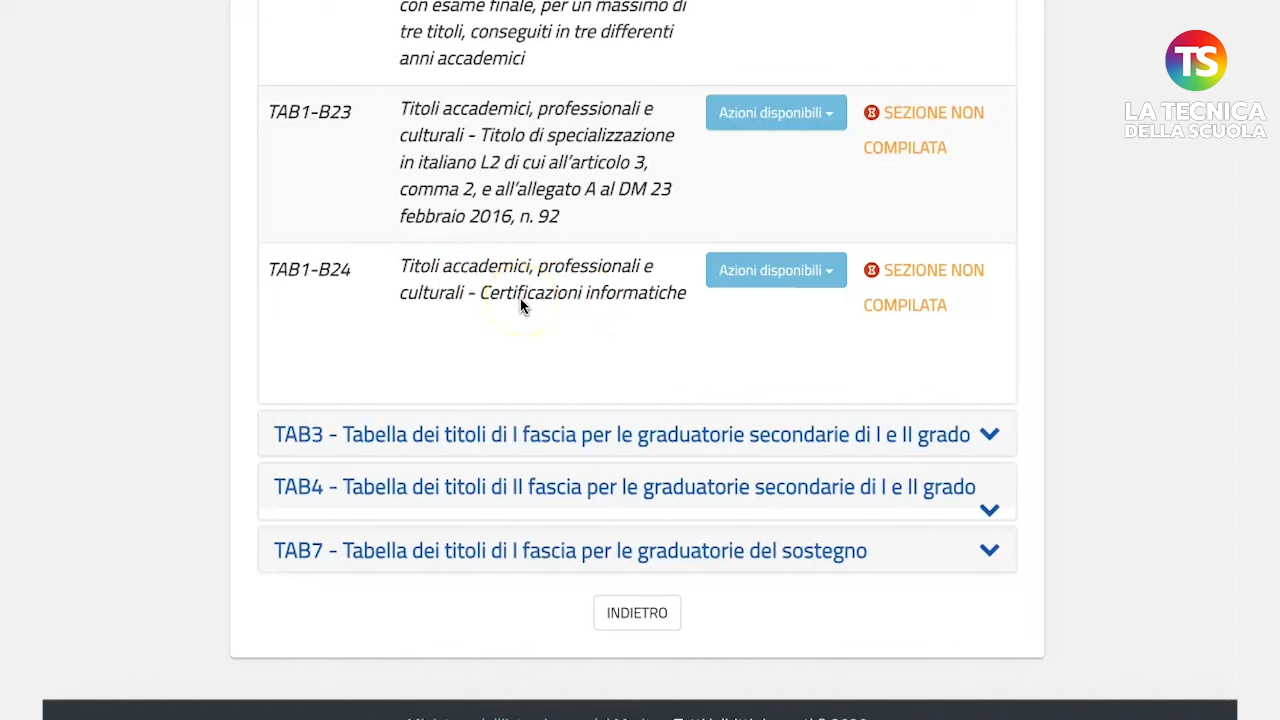 con esame finale, per un massimo di
tre titoli, conseguiti in tre differenti
anni accademici
TS
LA TECNICA
DELLA SCUOLA
TAB1-B23
Titoli accademici, professionali e
culturali - Titolo di specializzazione
in italiano L2 di cui all'articolo 3,
comma 2, e all'allegato A al DM 23
febbraio 2016, n. 92
Azioni disponibili
SEZIONE NON
COMPILATA
TAB1-B24
Titoli accademici, professionali e
culturali - Certificazioni informatiche
Azioni disponibili
SEZIONE NON
COMPILATA
TAB3 - Tabella dei titoli di I fascia per le graduatorie secondarie di I e II grado
TAB4 - Tabella dei titoli di II fascia per le graduatorie secondarie di I e II grado
TAB7 - Tabella dei titoli di I fascia per le graduatorie del sostegno
INDIETRO